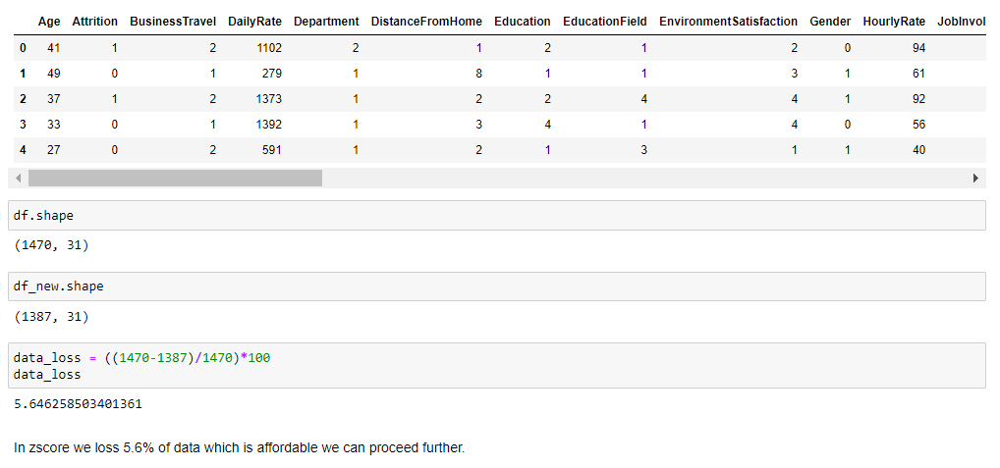 Age Attrition BusinessTravel DailyRate Department DistanceFromHome Education EducationField EnvironmentSatisfaction Gender HourlyRate JobInvol
0 41 1 2 1102 2 1 2 1 2 0 94
1 49 0 1 279 1 8 1 1 3 1 61
2 37 1 2 1373 1 2 2 4 4 1 92
3 33 0 1 1392 1 3 4 1 4 0 56
4 27 0 2 591 1 2 1 3 1 1 40
df.shape
(1470, 31)
df_new.shape
(1387, 31)
data_loss = ((1470-1387)/1470)*100
data_loss
5.646258503401361
In zscore we loss 5.6% of data which is affordable we can proceed further.